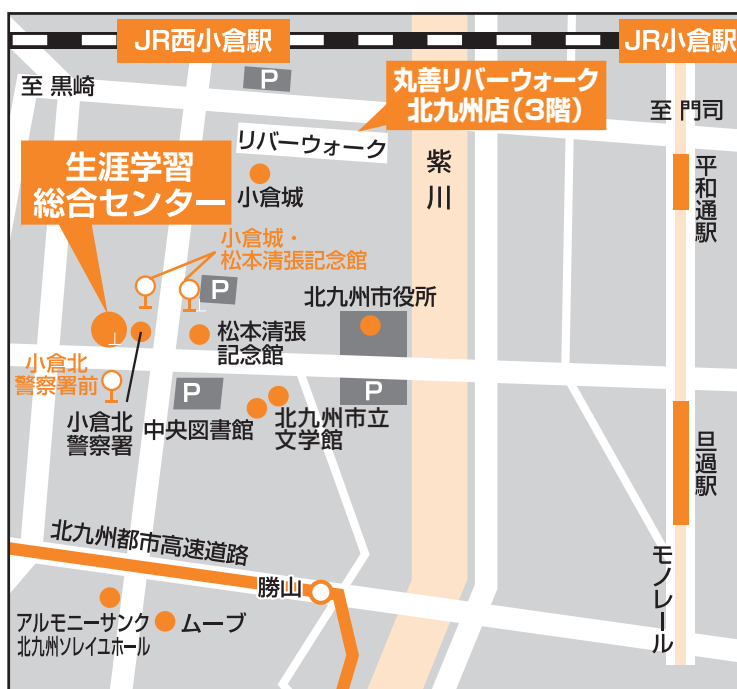 JR西小倉駅
JR小倉駅
P
至 黒崎
丸善リバーウォーク
北九州店(3階)
至 門司
リバーウォーク
紫川
生涯学習
総合センター
小倉城
平和通駅
小倉城・
松本清張記念館
P
北九州市役所
松本清張
記念館
小倉北
警察署前
P
P
小倉北
警察署
中央図書館
北九州市立
文学館
旦過駅
北九州都市高速道路
勝山
モノレール
アルモニーサンク
北九州ソレイユホール
ムーブ